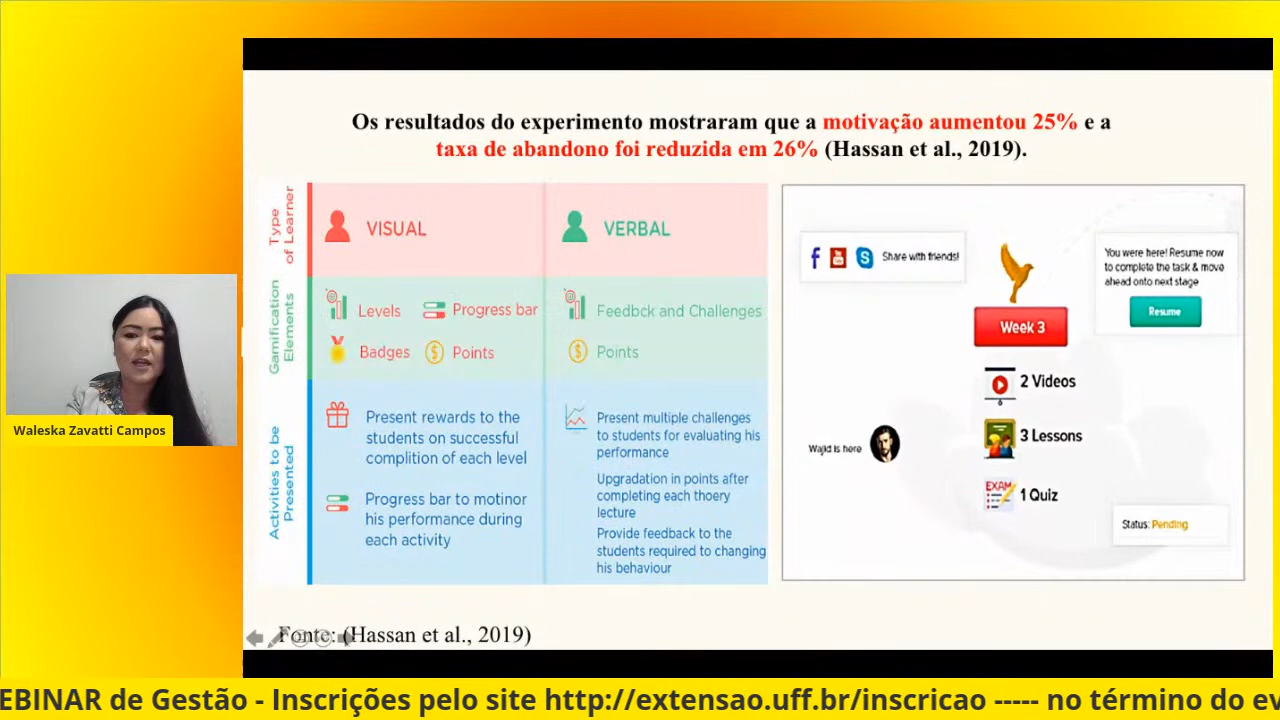 Os resultados do experimento mostraram que a motivação aumentou 25% e a
taxa de abandono foi reduzida em 26% (Hassan et al., 2019).
Type
of Learner
VISUAL
VERBAL
Gamification
Elements
Levels
Progress bar
Badges
Points
Feedbck and Challenges
Points
Activities to be
Presented
Present rewards to the
students on successful
complition of each level
Progress bar to motinor
his performance during
each activity
Present multiple challenges
to students for evaluating his
performance
Upgradation in points after
completing each thoery
lecture
Provide feedback to the
students required to changing
his behaviour
f You Tube S Share with friends!
You were here! Resume now
to complete the task & move
ahead onto next stage
Resume
Week 3
2 Videos
3 Lessons
EXAM
1 Quiz
Wajid is here
Status: Pending
Fonte: (Hassan et al., 2019)
Waleska Zavatti Campos
EBINAR de Gestão - Inscrições pelo site http://extensao.uff.br/inscricao ----- no término do ev